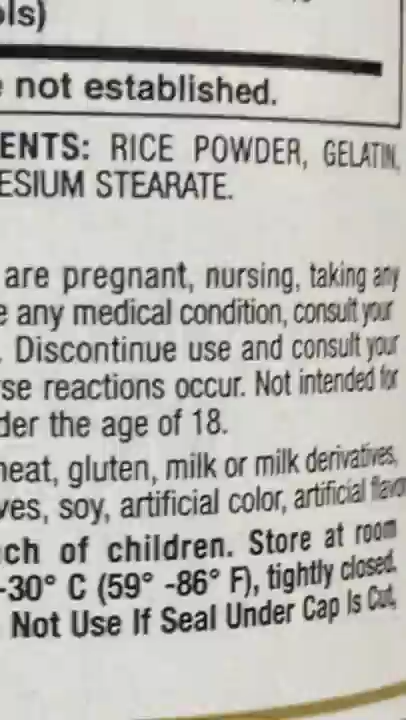 ols)
not established.
ENTS: RICE POWDER, GELATIN,
ESIUM STEARATE.
are pregnant, nursing, taking any
e any medical condition, consult your
. Discontinue use and consult your
se reactions occur. Not intended for
der the age of 18.
heat, gluten, milk or milk derivatives,
ves, soy, artificial color, artificial flavo
ch of children. Store at room
-30° C (59° -86° F), tightly closed.
Not Use If Seal Under Cap Is Cut,